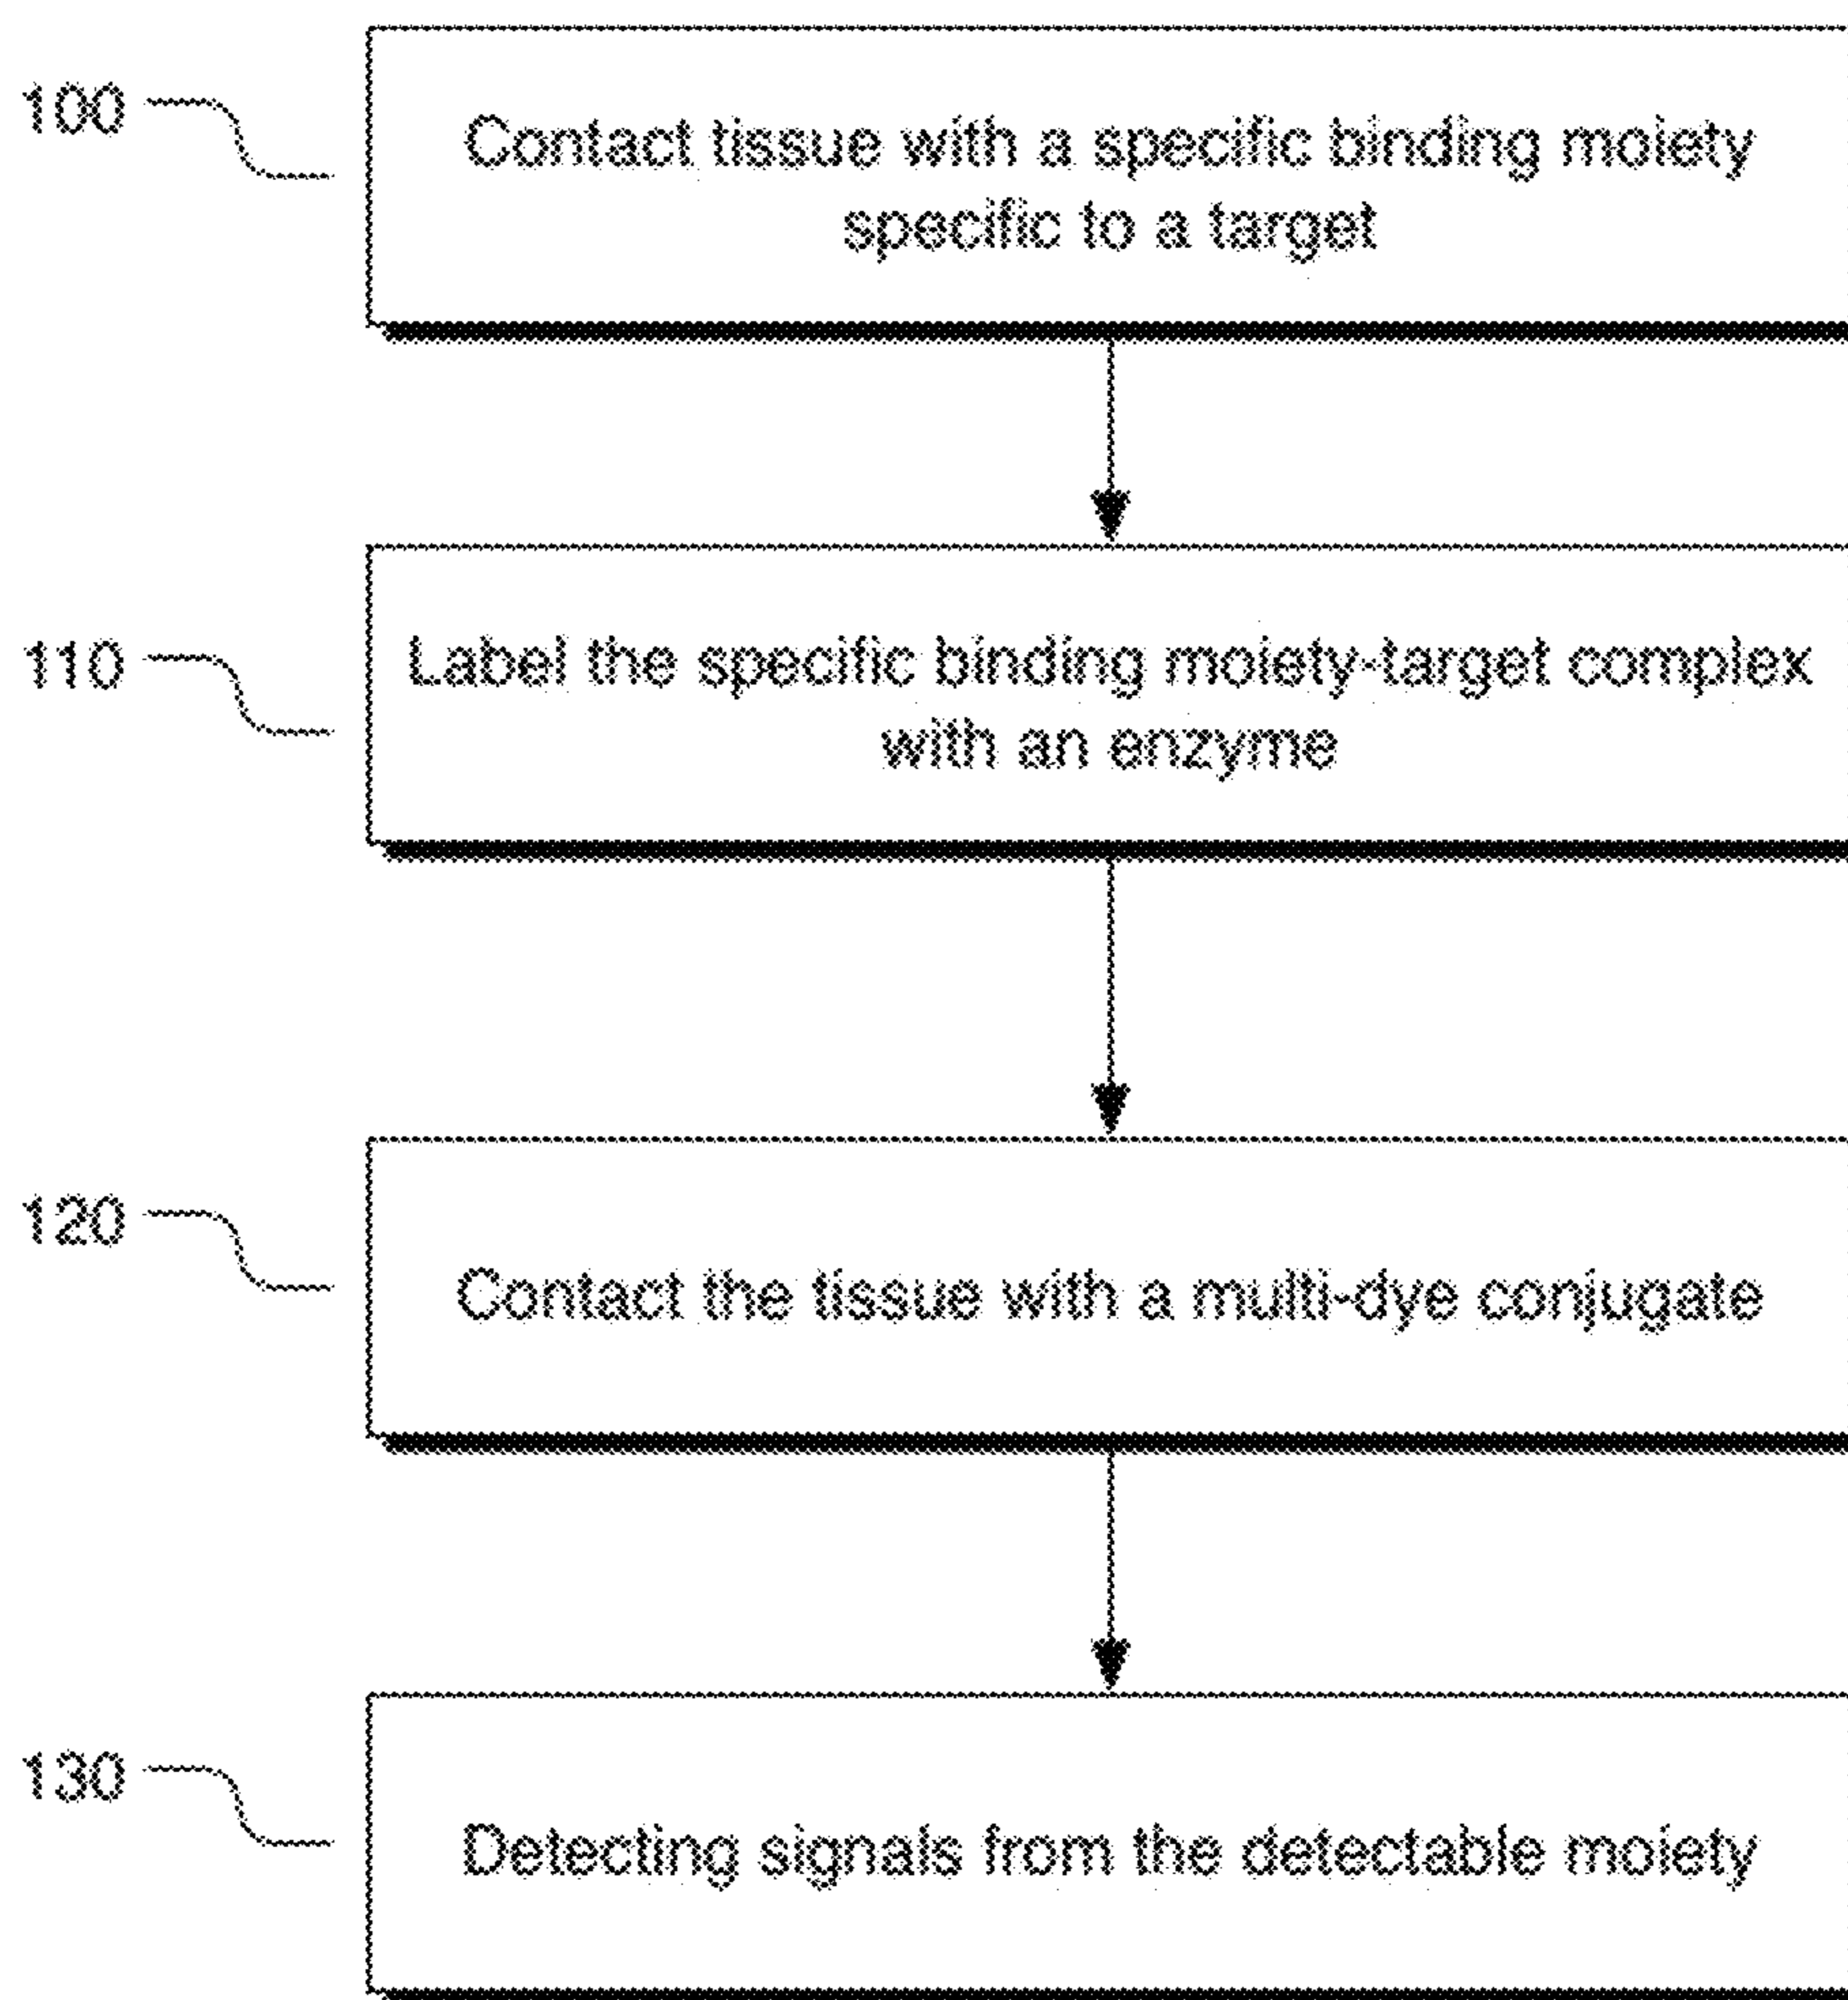 100
Contact tissue with a specific binding moiety
specific to a target
110
Label the specific binding moiety-target complex
with an enzyme
120
Contact the tissue with a multi-dye conjugate
130
Detecting signals from the detectable moiety